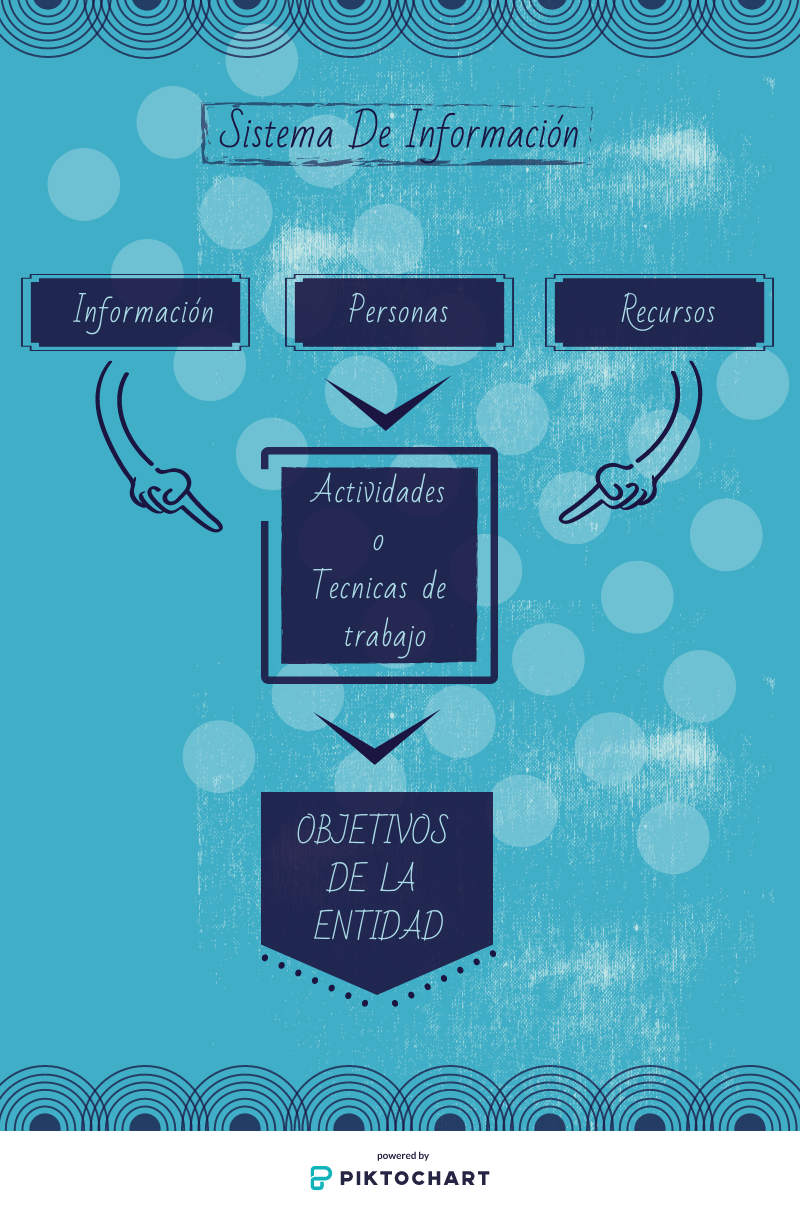 Sistema De Información
Información
Personas
Recursos
Actividades
o
Tecnicas de
trabajo
OBJETIVOS
DE LA
ENTIDAD
powered by
PIKTOCHART